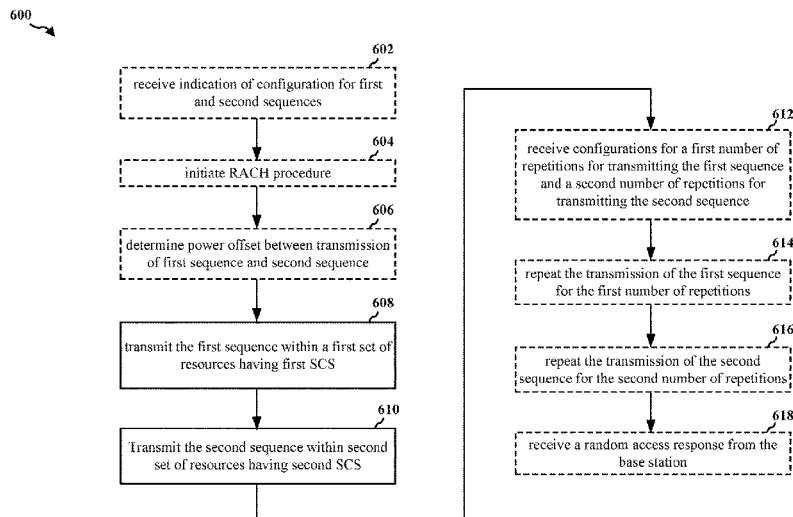 600
602
receive indication of configuration for first
and second sequences
604
initiate RACH procedure
606
determine power offset between transmission
of first sequence and second sequence
608
transmit the first sequence within a first set of
resources having first SCS
610
Transmit the second sequence within second
set of resources having second SCS
612
receive configurations for a first number of
repetitions for transmitting the first sequence
and a second number of repetitions for
transmitting the second sequence
614
repeat the transmission of the first sequence
for the first number of repetitions
616
repeat the transmission of the second
sequence for the second number of repetitions
618
receive a random access response from the
base station